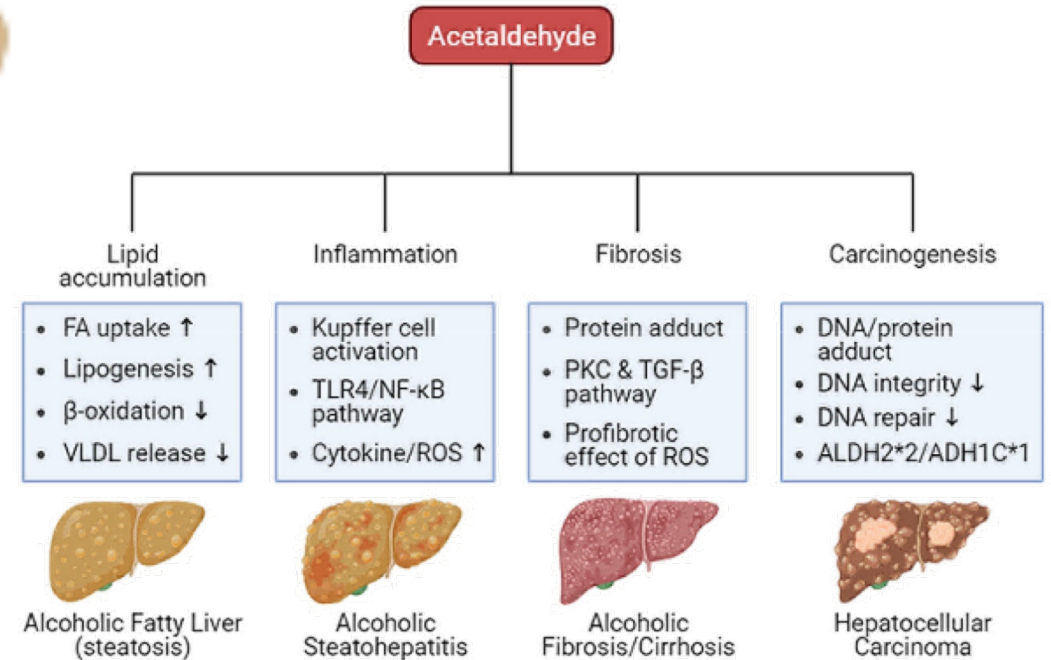 Acetaldehyde
Lipid
accumulation
• FA uptake ↑
• Lipogenesis ↑
• β-oxidation ↓
• VLDL release ↓
Alcoholic Fatty Liver
(steatosis)
Inflammation
• Kupffer cell
activation
• TLR4/NF-κB
pathway
• Cytokine/ROS ↑
Alcoholic
Steatohepatitis
Fibrosis
• Protein adduct
• PKC & TGF-β
pathway
• Profibrotic
effect of ROS
Alcoholic
Fibrosis/Cirrhosis
Carcinogenesis
• DNA/protein
adduct
• DNA integrity ↓
• DNA repair ↓
• ALDH2*2/ADH1C*1
Hepatocellular
Carcinoma